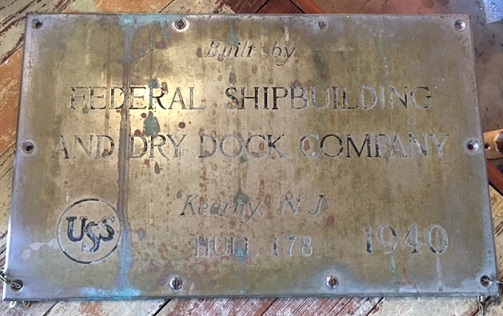 Built by
FEDERAL SHIPBUILDING
AND DRY DOCK COMPANY
Kearny N J
USS HULL 178 1940